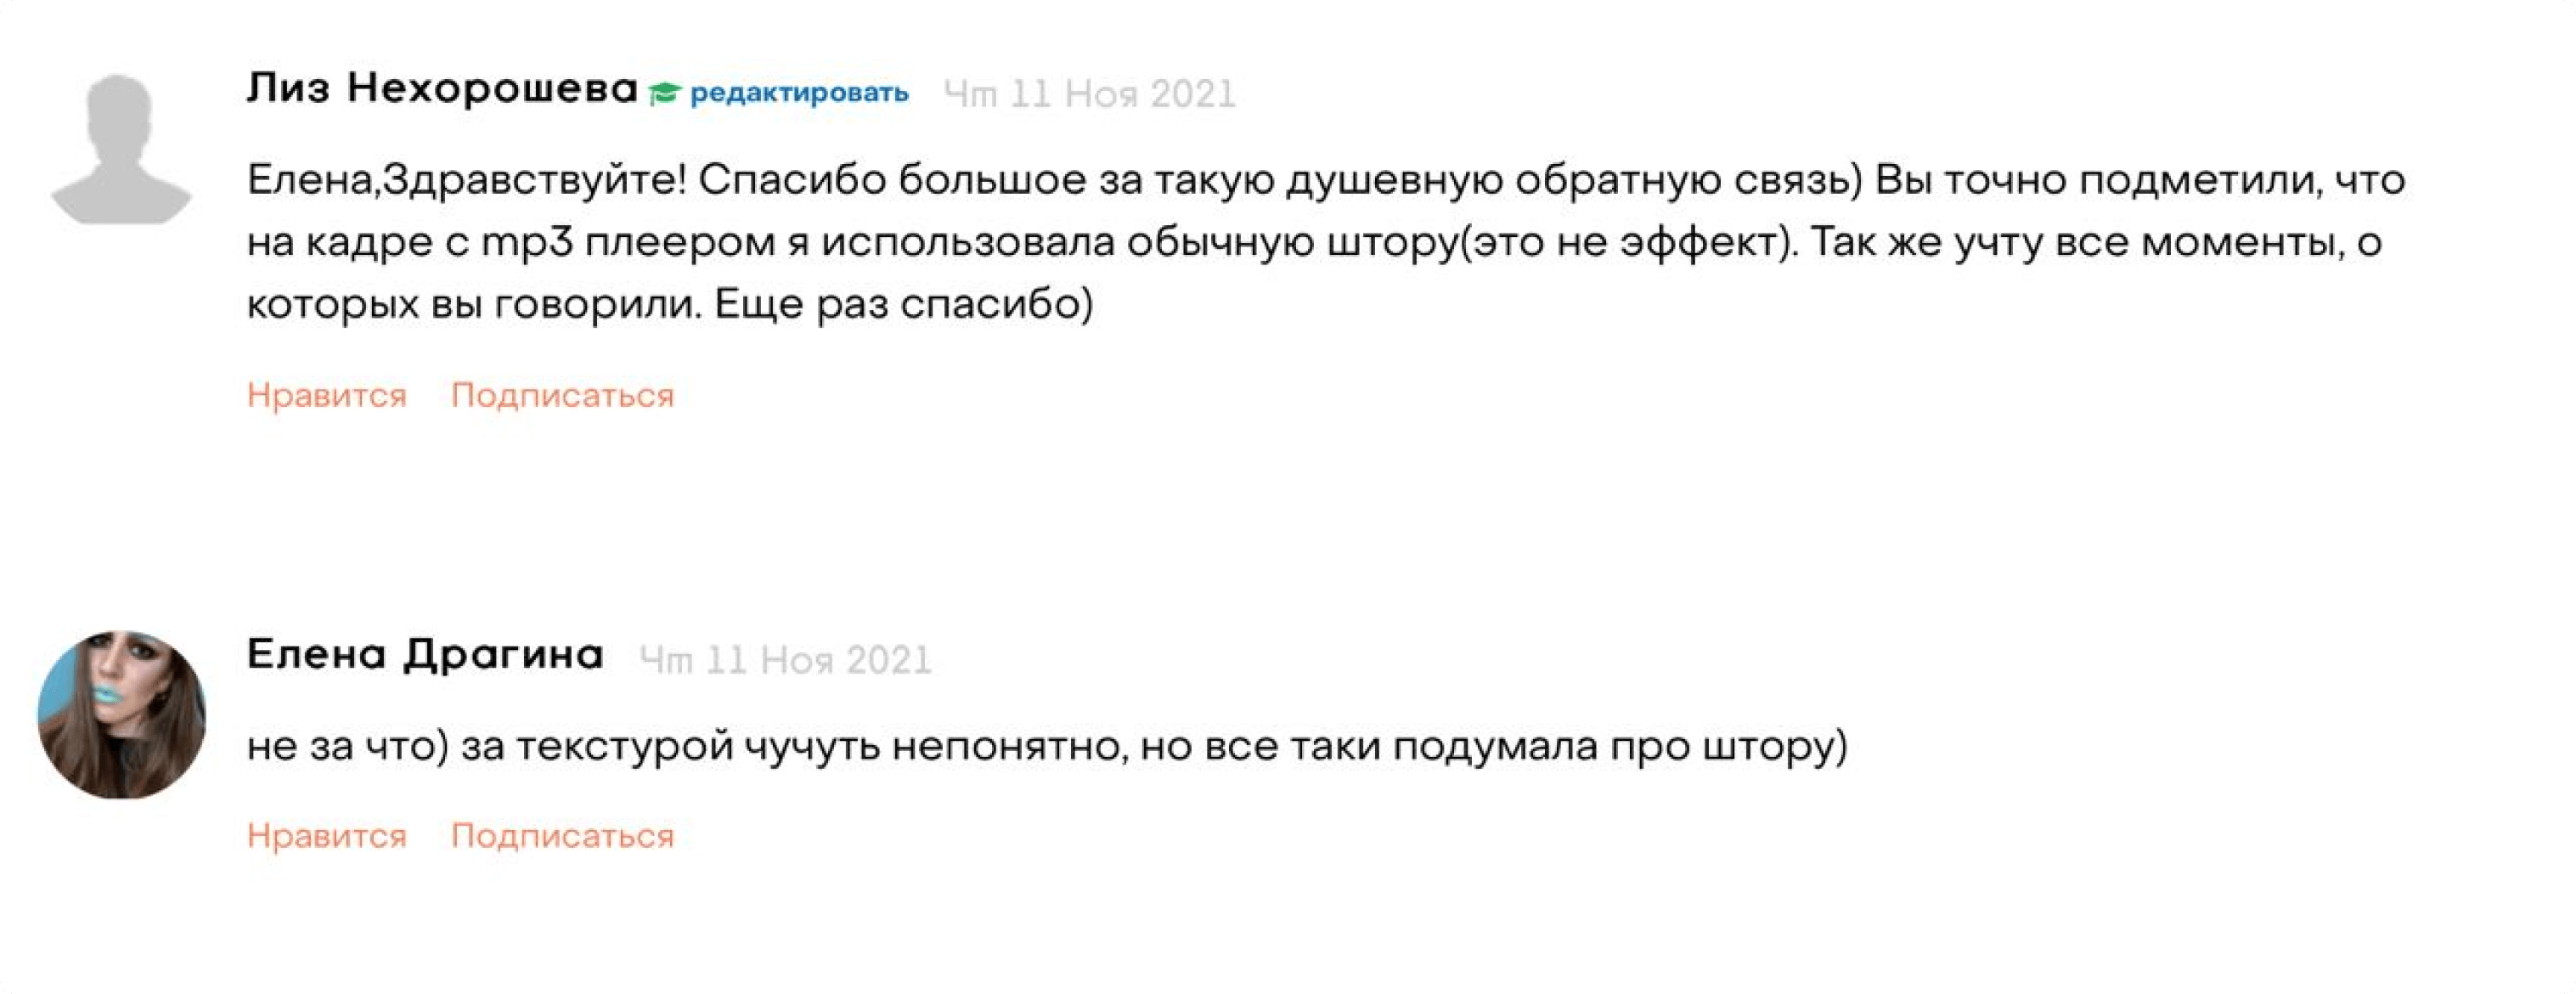 Лиз Нехорошева редактировать Чт 11 Ноя 2021
Елена,Здравствуйте! Спасибо большое за такую душевную обратную связь) Вы точно подметили, что
на кадре с mp3 плеером я использовала обычную штору(это не эффект). Так же учту все моменты, о
которых вы говорили. Еще раз спасибо)
Нравится Подписаться
Елена Драгина Чт 11 Ноя 2021
не за что) за текстурой чучуть непонятно, но все таки подумала про штору)
Нравится Подписаться